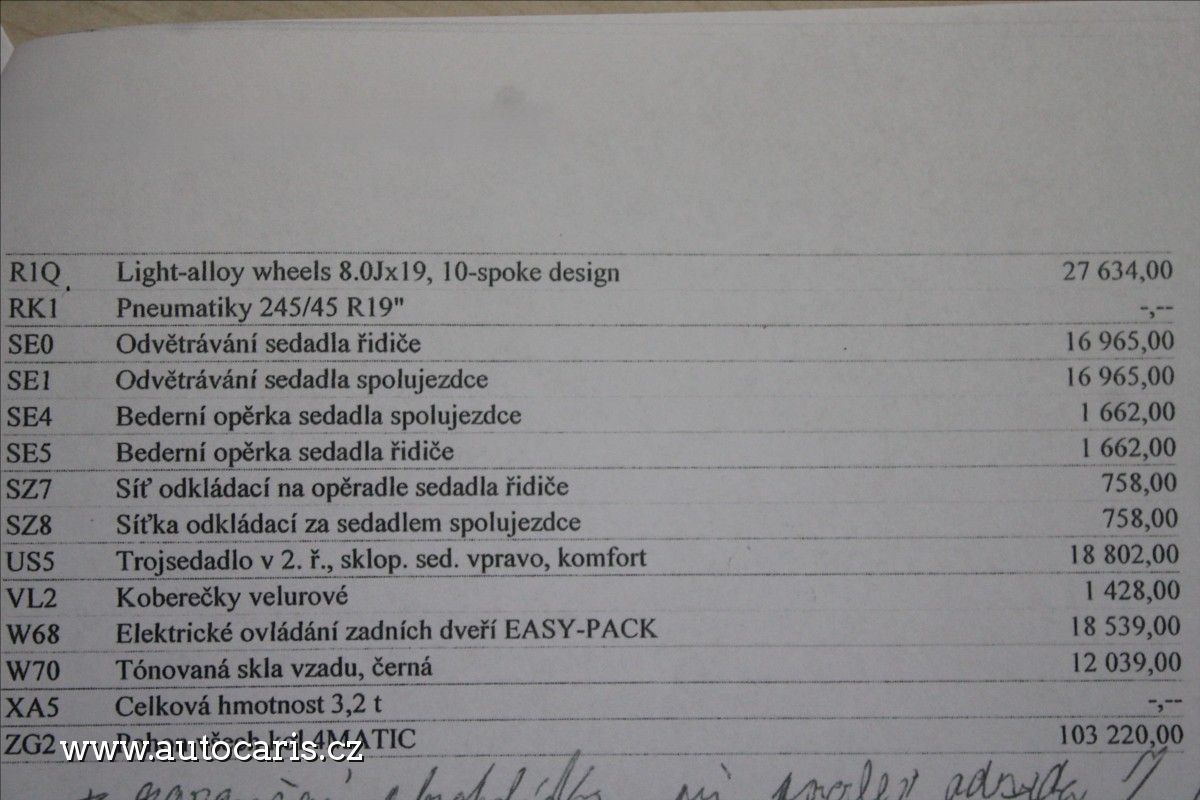 R1Q Light-alloy wheels 8.0Jx19, 10-spoke design 27 634,00
RK1 Pneumatiky 245/45 R19" -,--
SE0 Odvětrávání sedadla řidiče 16 965,00
SE1 Odvětrávání sedadla spolujezdce 16 965,00
SE4 Bederní opěrka sedadla spolujezdce 1 662,00
SE5 Bederní opěrka sedadla řidiče 1 662,00
SZ7 Síť odkládací na opěradle sedadla řidiče 758,00
SZ8 Síťka odkládací za sedadlem spolujezdce 758,00
US5 Trojsedadlo v 2. ř., sklop. sed. vpravo, komfort 18 802,00
VL2 Koberečky velurové 1 428,00
W68 Elektrické ovládání zadních dveří EASY-PACK 18 539,00
W70 Tónovaná skla vzadu, černá 12 039,00
XA5 Celková hmotnost 3,2 t -,--
ZG2 4MATIC 103 220,00
www.autocaris.cz